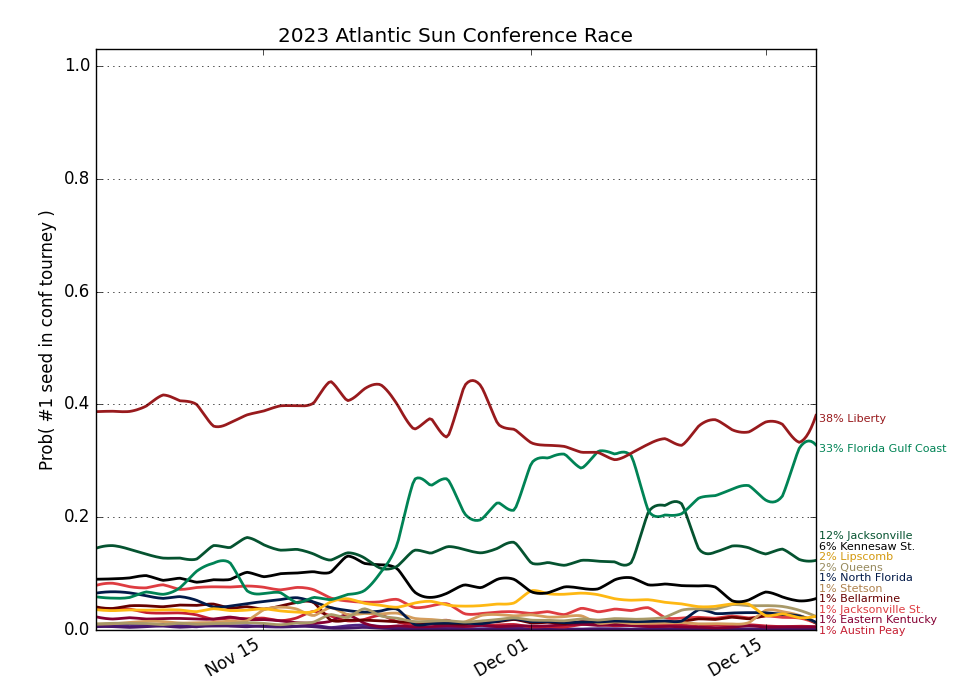 2023 Atlantic Sun Conference Race
Prob( #1 seed in conf tourney )
1.0
0.8
0.6
0.4
0.2
0.0
Nov 15
Dec 01
Dec 15
38% Liberty
33% Florida Gulf Coast
12% Jacksonville
6% Kennesaw St.
2% Lipscomb
2% Queens
1% North Florida
1% Stetson
1% Bellarmine
1% Jacksonville St.
1% Eastern Kentucky
1% Austin Peay